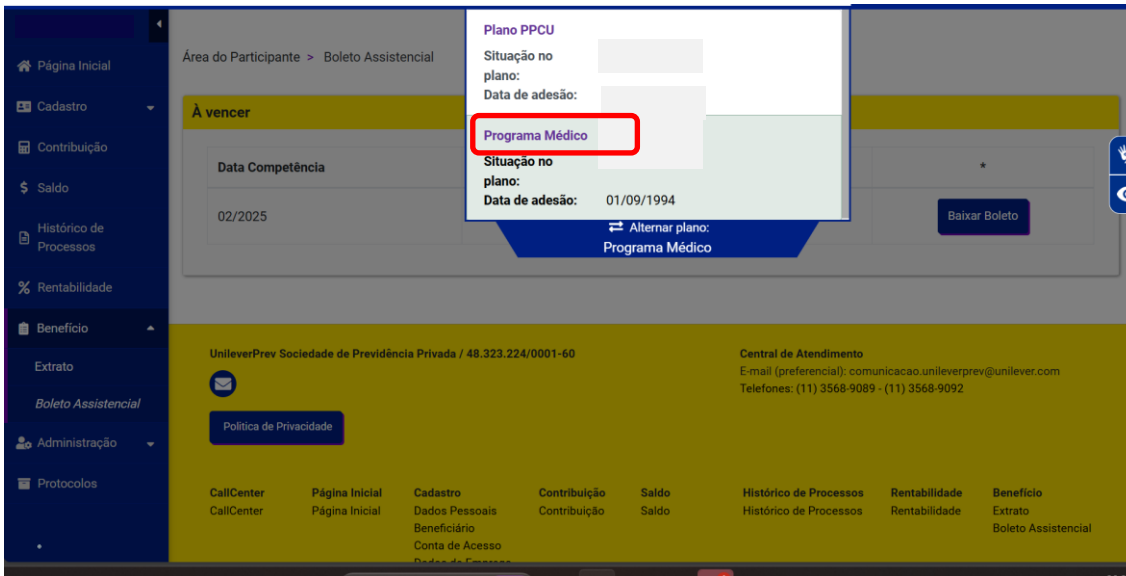 Página Inicial
Cadastro
Contribuição
$ Saldo
Histórico de
Processos
% Rentabilidade
Benefício
Extrato
Boleto Assistencial
Administração
Protocolos
Área do Participante > Boleto Assistencial
Plano PPCU
Situação no
plano:
Data de adesão:
Programa Médico
Situação no
plano:
Data de adesão: 01/09/1994
Alternar plano:
Programa Médico
À vencer
Data Competência *
02/2025 Baixar Boleto
UnileverPrev Sociedade de Previdência Privada / 48.323.224/0001-60
Politica de Privacidade
Central de Atendimento
E-mail (preferencial): comunicacao.unileverprev@unilever.com
Telefones: (11) 3568-9089 - (11) 3568-9092
CallCenter Página Inicial Cadastro Contribuição Saldo Histórico de Processos Rentabilidade Benefício
CallCenter Página Inicial Dados Pessoais Contribuição Saldo Histórico de Processos Rentabilidade Extrato
Beneficiário Boleto Assistencial
Conta de Acesso